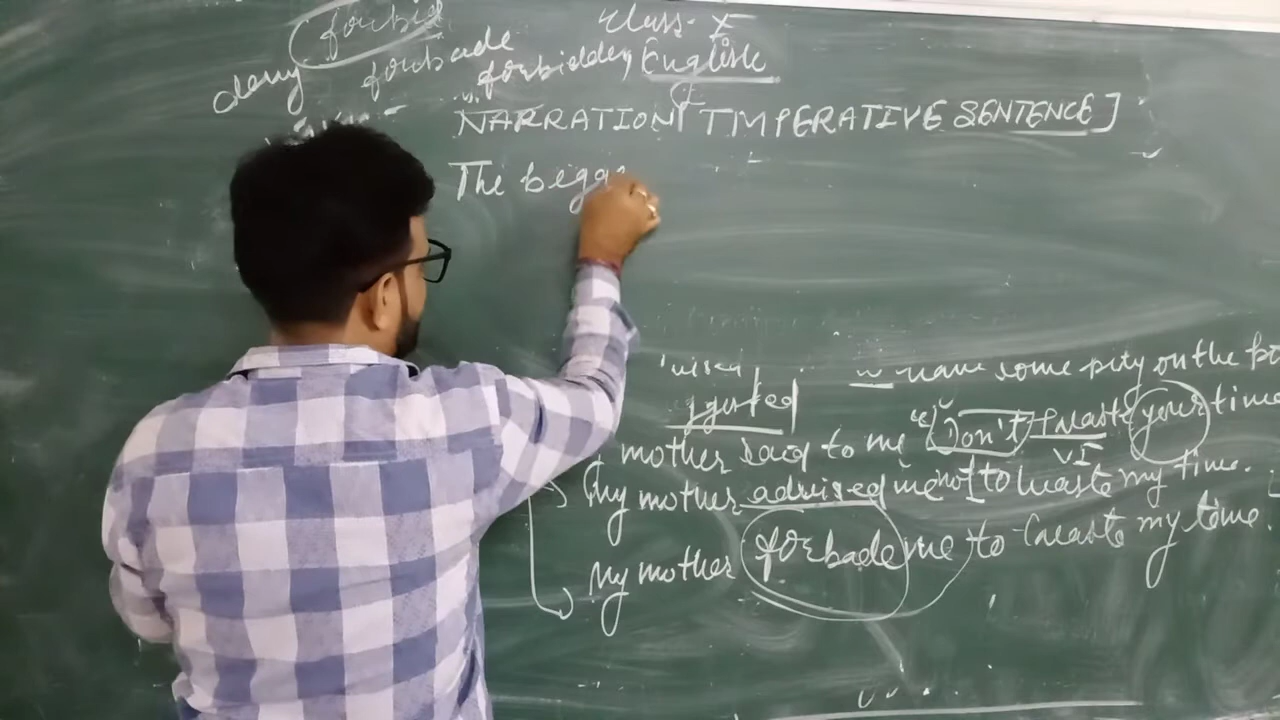 forbid
Class- X
deny forbade forbidden, English
NARRATION [IMPERATIVE SENTENCE]
The begga
have some pity on the
mother said to me "Don't waste your time
VI
My mother advised me not to waste my time.
My mother forbade me to waste my time.